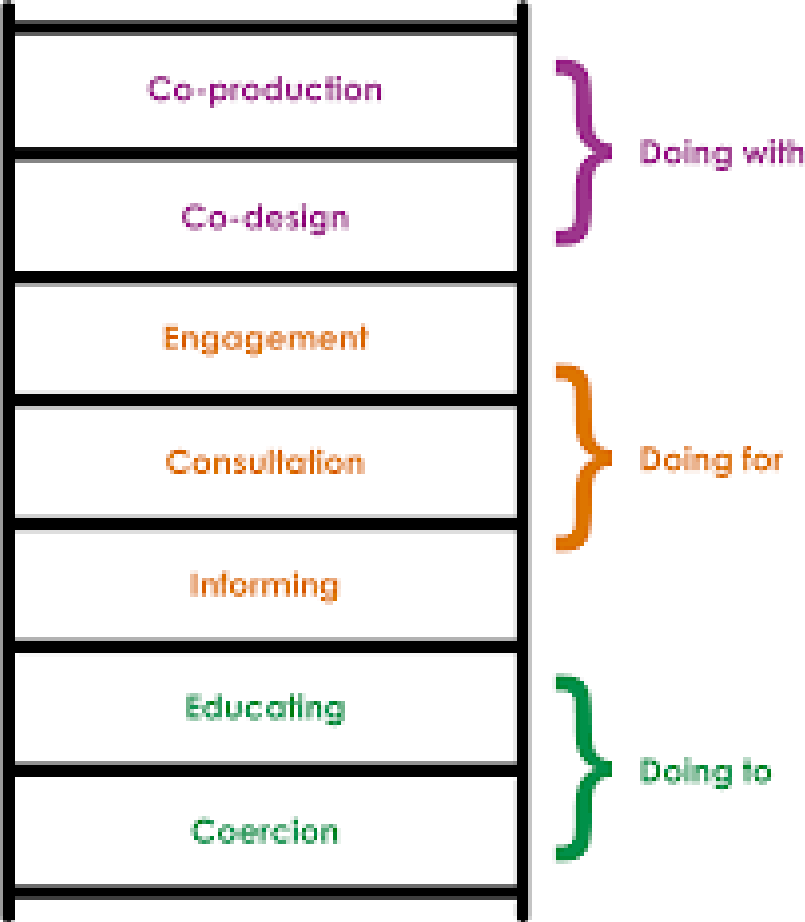 Co-production
Doing with
Co-design
Engagement
Consultation
Doing for
Informing
Educating
Doing to
Coercion